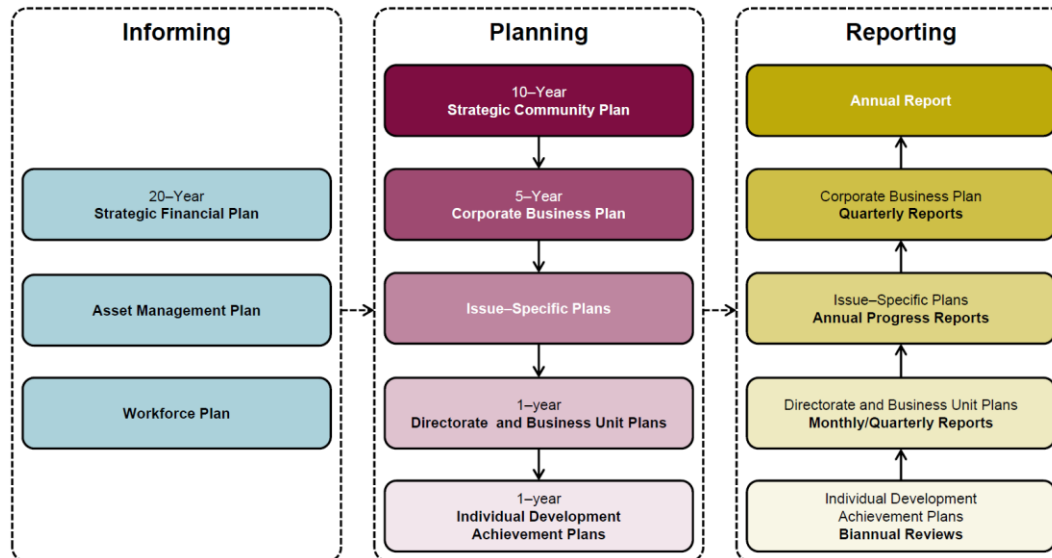 Informing
20–Year
Strategic Financial Plan
Asset Management Plan
Workforce Plan
Planning
10–Year
Strategic Community Plan
5–Year
Corporate Business Plan
Issue–Specific Plans
1–year
Directorate and Business Unit Plans
1–year
Individual Development
Achievement Plans
Reporting
Annual Report
Corporate Business Plan
Quarterly Reports
Issue–Specific Plans
Annual Progress Reports
Directorate and Business Unit Plans
Monthly/Quarterly Reports
Individual Development
Achievement Plans
Biannual Reviews